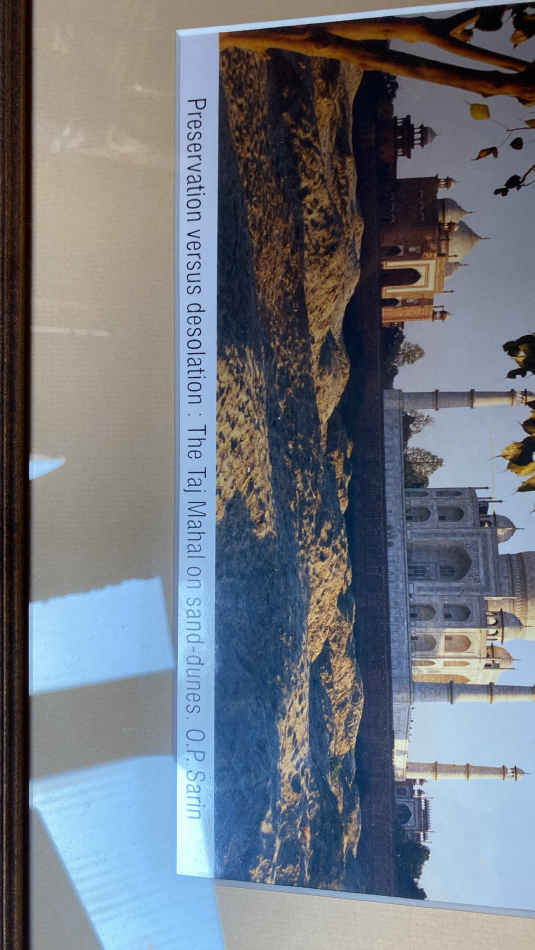 Preservation versus desolation : The Taj Mahal on sand-dunes. O.P. Sarin